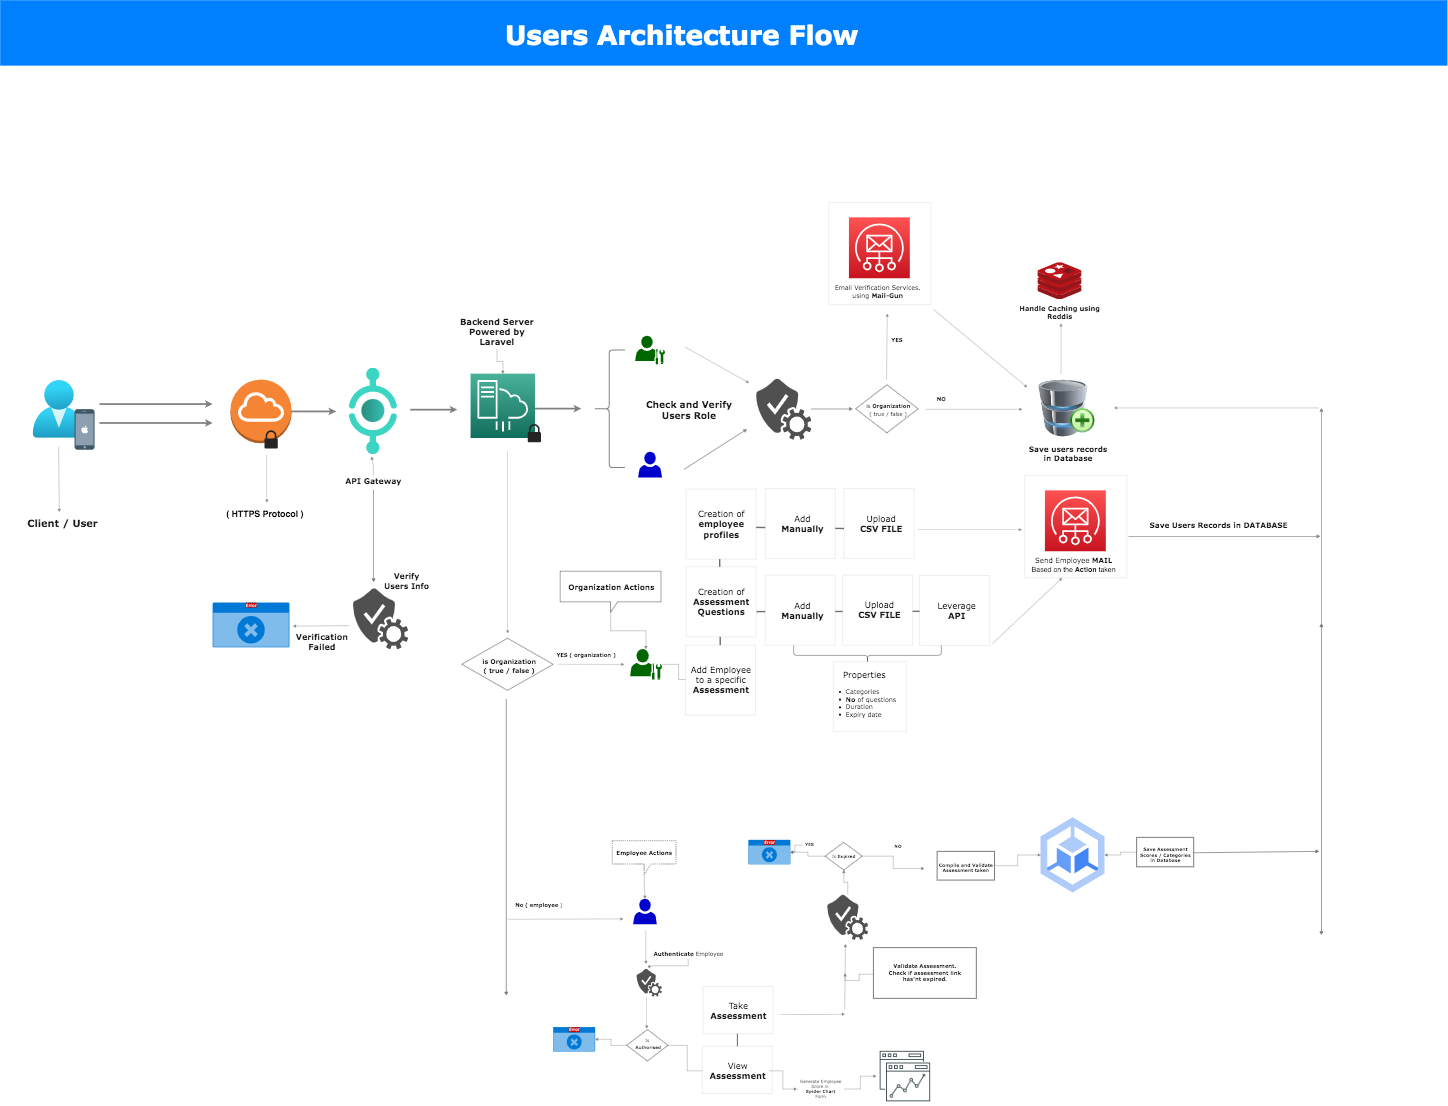 Users Architecture Flow
Email Verification Services.
using Mail-Gun
Handle Caching using
Reddis
YES
Backend Server
Powered by
Laravel
Check and Verify
Users Role
is Organization
( true / false )
NO
Save users records
in Database
API Gateway
Client / User
( HTTPS Protocol )
Creation of
employee
profiles
Add
Manually
Upload
CSV FILE
Send Employee MAIL
Based on the Action taken
Save Users Records in DATABASE
Verify
Users Info
Error
Verification
Failed
Organization Actions
Creation of
Assessment
Questions
Add
Manually
Upload
CSV FILE
Leverage
API
is Organization
( true / false )
YES ( organization )
Add Employee
to a specific
Assessment
Properties
• Categories
• No of questions
• Duration
• Expiry date
Employee Actions
Error
YES
is Expired
NO
Compile and Validate
Assessment taken
Save Assessment
Scores / Categories
in Database
No ( employee )
Authenticate Employee
Validate Assessment.
Check if assessment link
has'nt expired.
Take
Assessment
Error
is
Authorised
View
Assessment
Generate Employee
Score in
Spider Chart
Form